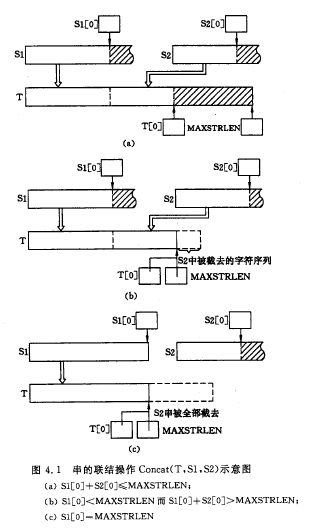 S1[0] S2[0]
S1 S2
T
T[0] MAXSTRLEN
(a)
S1[0] S2[0]
S1 S2
T
S2中被截去的字符序列
T[0] MAXSTRLEN
(b)
S1[0] S2[0]
S1 S2
T
S2串被全部截去
T[0] MAXSTRLEN
(c)
图 4.1 串的联结操作 Concat(T,S1,S2)示意图
(a) S1[0]+S2[0]≤MAXSTRLEN;
(b) S1[0]<MAXSTRLEN 而 S1[0]+S2[0]>MAXSTRLEN;
(c) S1[0]=MAXSTRLEN